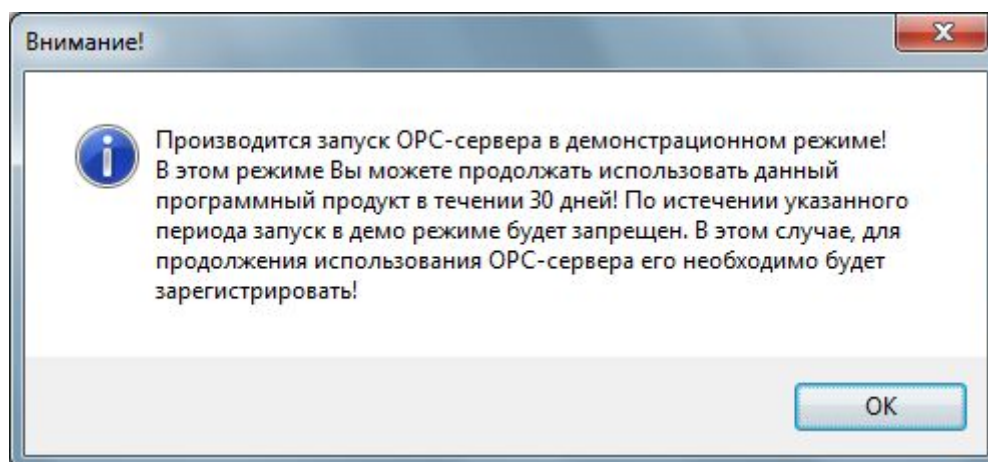 Внимание!
Производится запуск OPC-сервера в демонстрационном режиме!
В этом режиме Вы можете продолжать использовать данный
программный продукт в течении 30 дней! По истечении указанного
периода запуск в демо режиме будет запрещен. В этом случае, для
продолжения использования OPC-сервера его необходимо будет
зарегистрировать!
OK